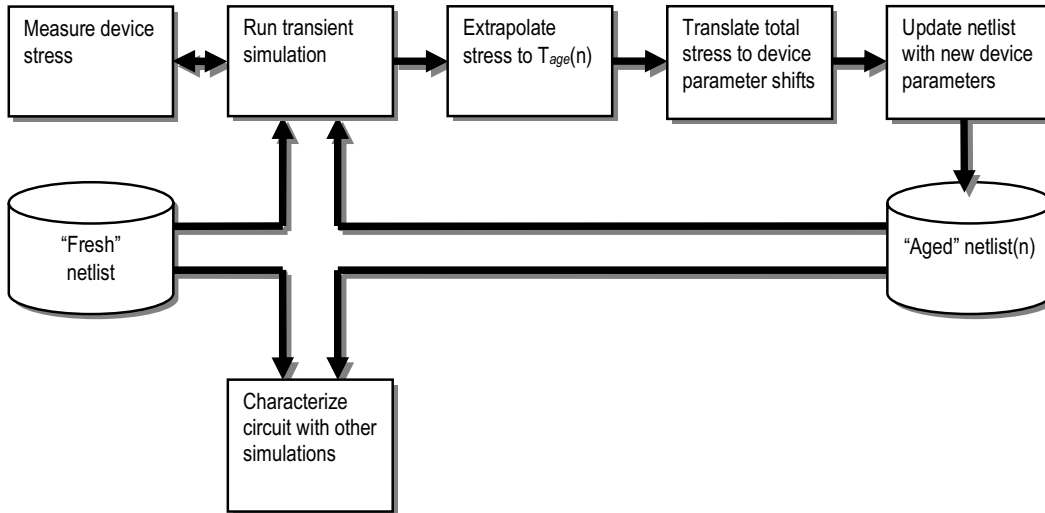 Measure device
stress
Run transient
simulation
Extrapolate
stress to Tage(n)
Translate total
stress to device
parameter shifts
Update netlist
with new device
parameters
“Fresh”
netlist
“Aged” netlist(n)
Characterize
circuit with other
simulations